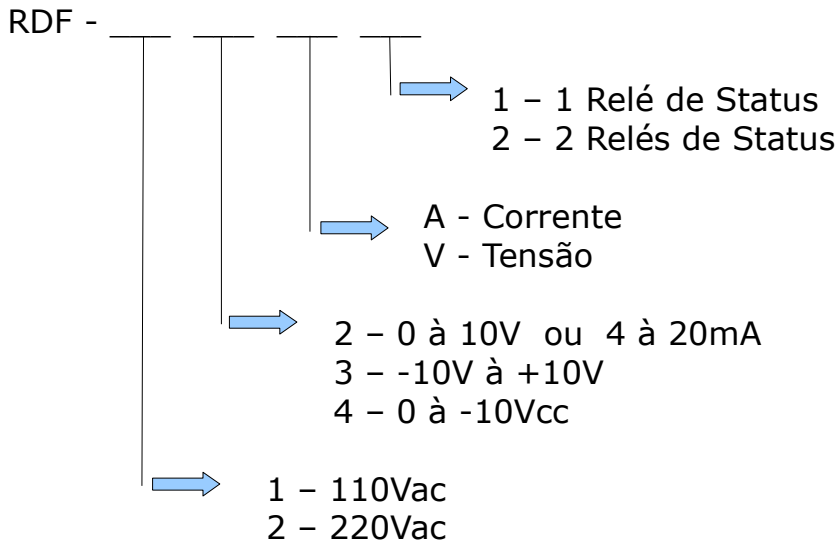 RDF - ___ ___ ___ ___
1 – 1 Relé de Status
2 – 2 Relés de Status
A - Corrente
V - Tensão
2 – 0 à 10V ou 4 à 20mA
3 – -10V à +10V
4 – 0 à -10Vcc
1 – 110Vac
2 – 220Vac